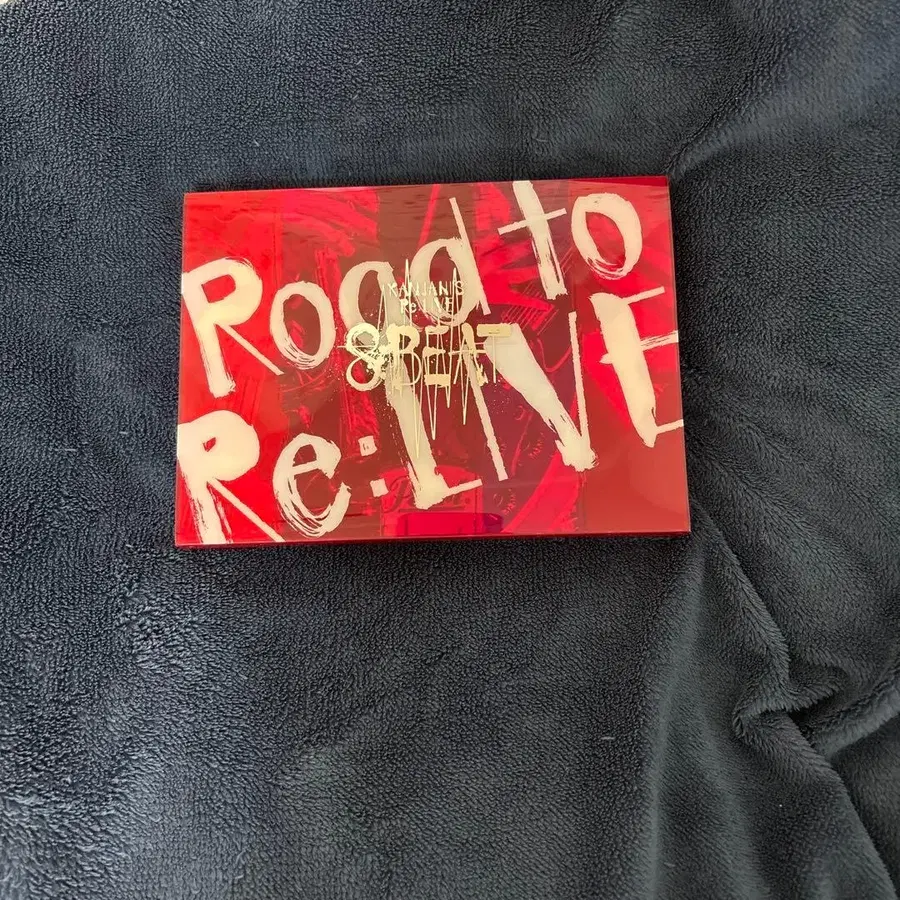 Road to
Re:LIVE
KANJANI'S
Re:LIVE
8BEAT